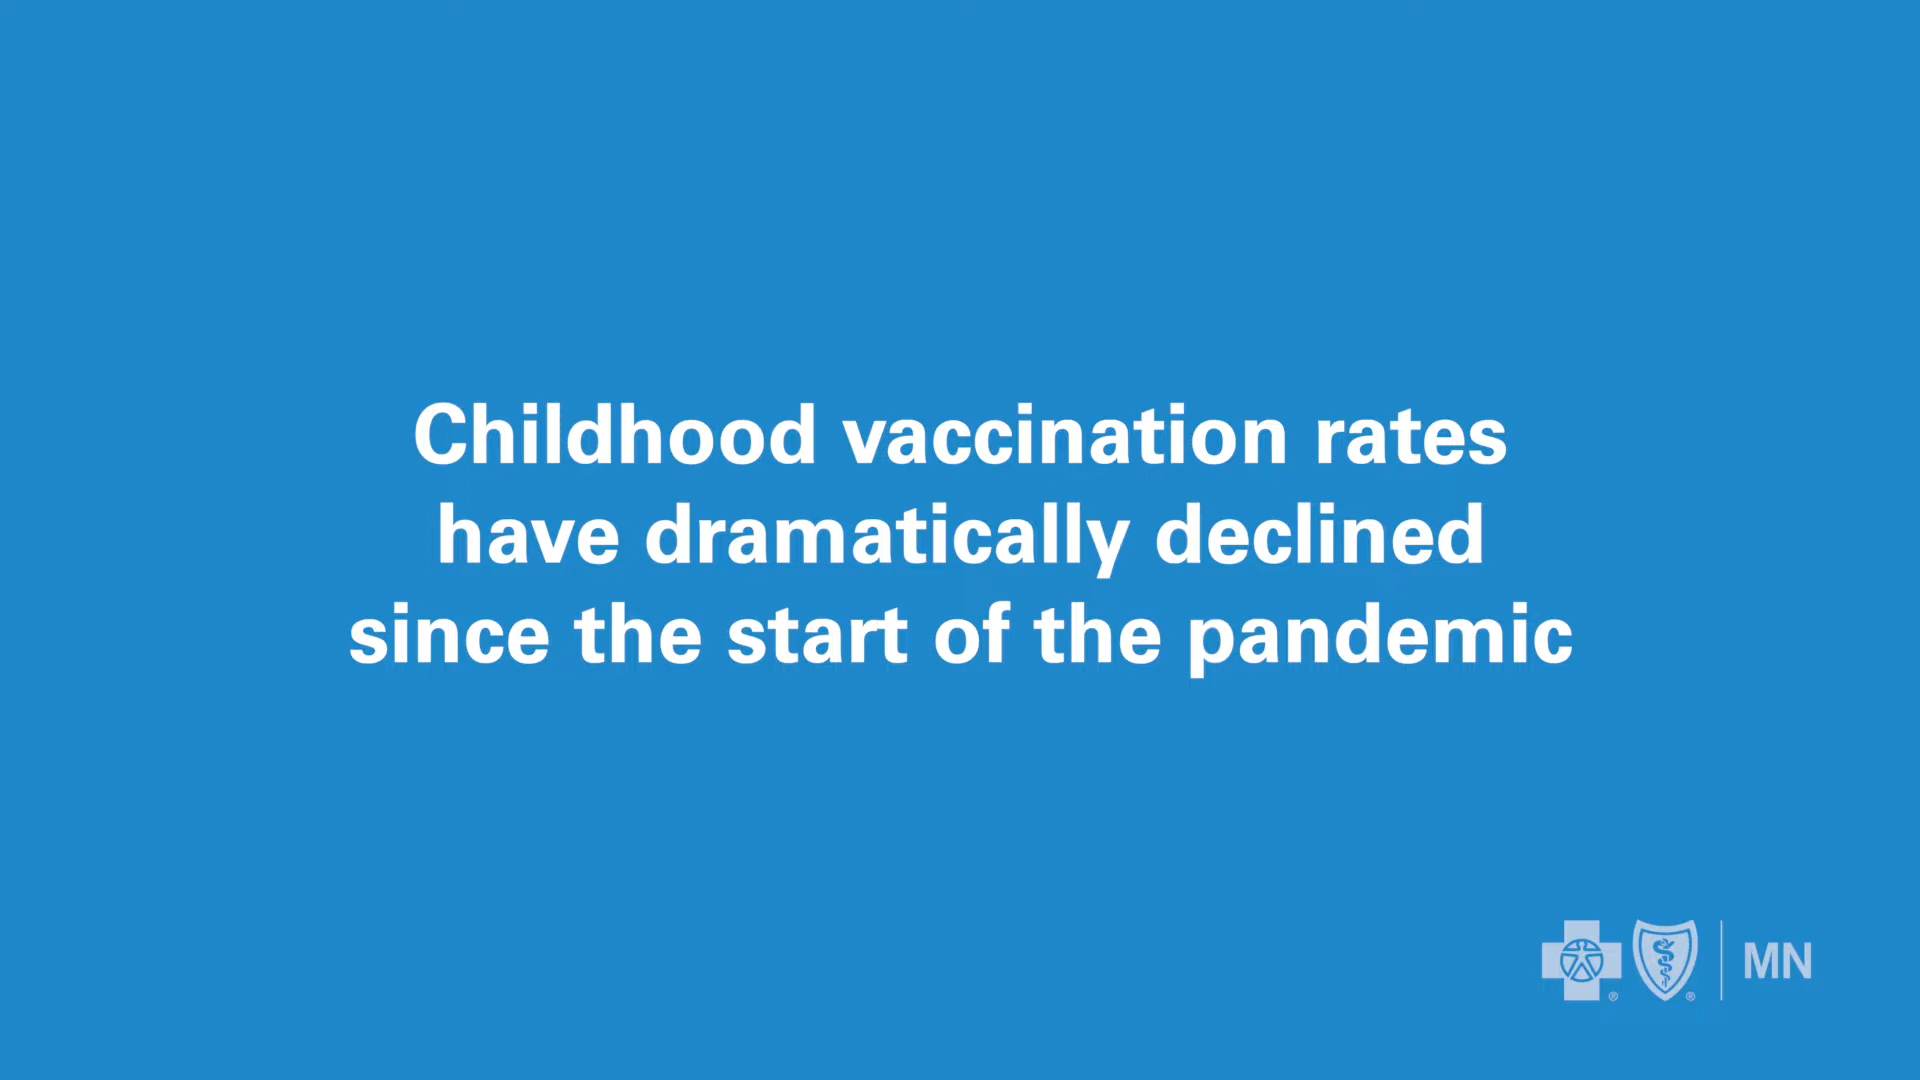 Childhood vaccination rates
have dramatically declined
since the start of the pandemic
® ® MN